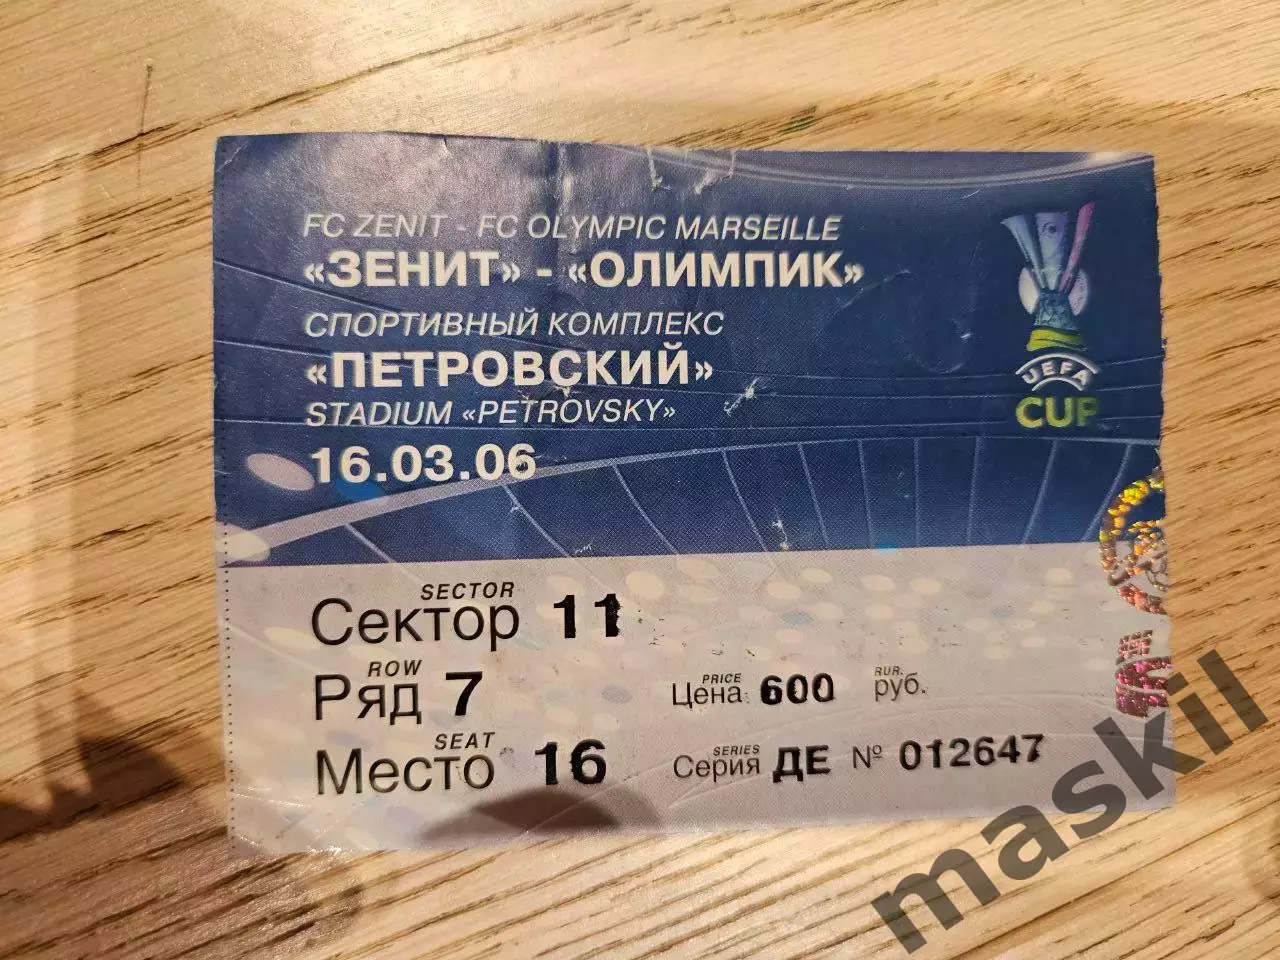 FC ZENIT - FC OLYMPIC MARSEILLE
«ЗЕНИТ» - «ОЛИМПИК»
СПОРТИВНЫЙ КОМПЛЕКС
«ПЕТРОВСКИЙ»
STADIUM «PETROVSKY»
16.03.06
UEFA
CUP
SECTOR
Сектор 11
ROW
Ряд 7
PRICE RUR.
Цена 600 руб.
SEAT
Место 16
SERIES
Серия ДЕ № 012647
maskil